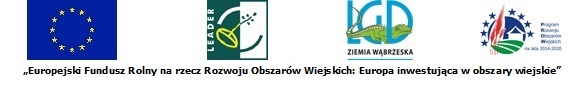 LEADER
LGD
ZIEMIA WĄBRZESKA
Program
Rozwoju
Obszarów
Wiejskich
na lata 2014-2020
„Europejski Fundusz Rolny na rzecz Rozwoju Obszarów Wiejskich: Europa inwestująca w obszary wiejskie”